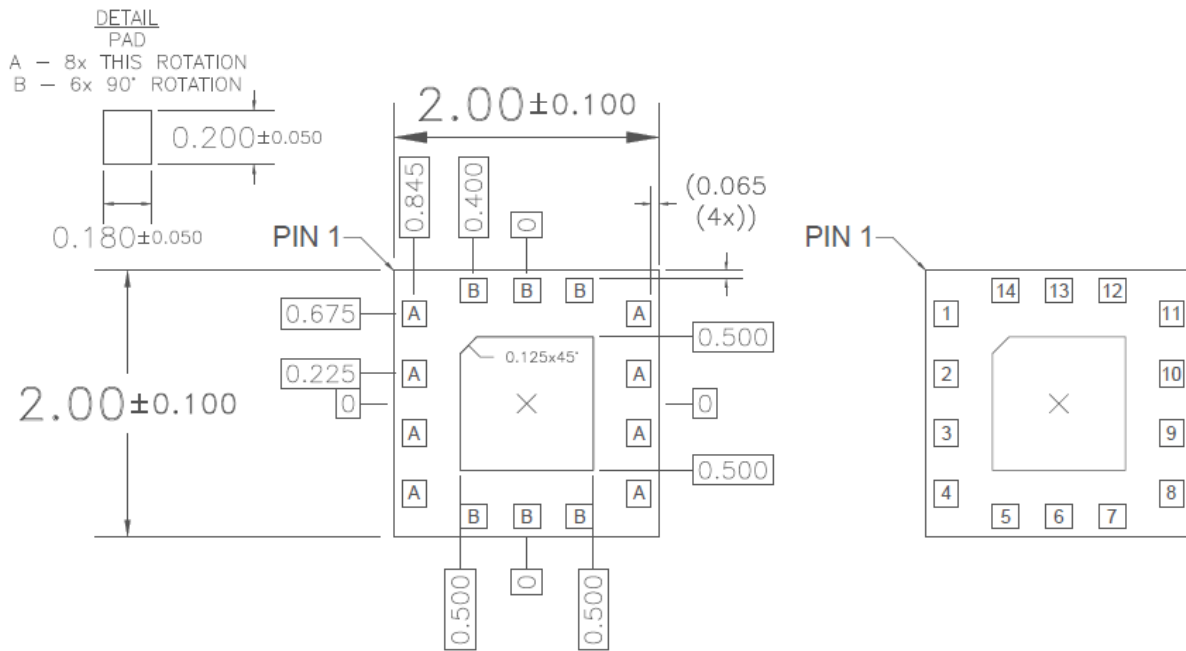 DETAIL
PAD
A – 8x THIS ROTATION
B – 6x 90° ROTATION
0.200±0.050
0.180±0.050
2.00±0.100
0.845
0.400
0
(0.065
(4x))
PIN 1
B B B
0.675
A A
0.500
0.125x45°
0.225
A A
2.00±0.100
0
0
A A
0.500
A A
B B B
0.500
0
0.500
PIN 1
14 13 12
1 11
2 10
3 9
4 8
5 6 7